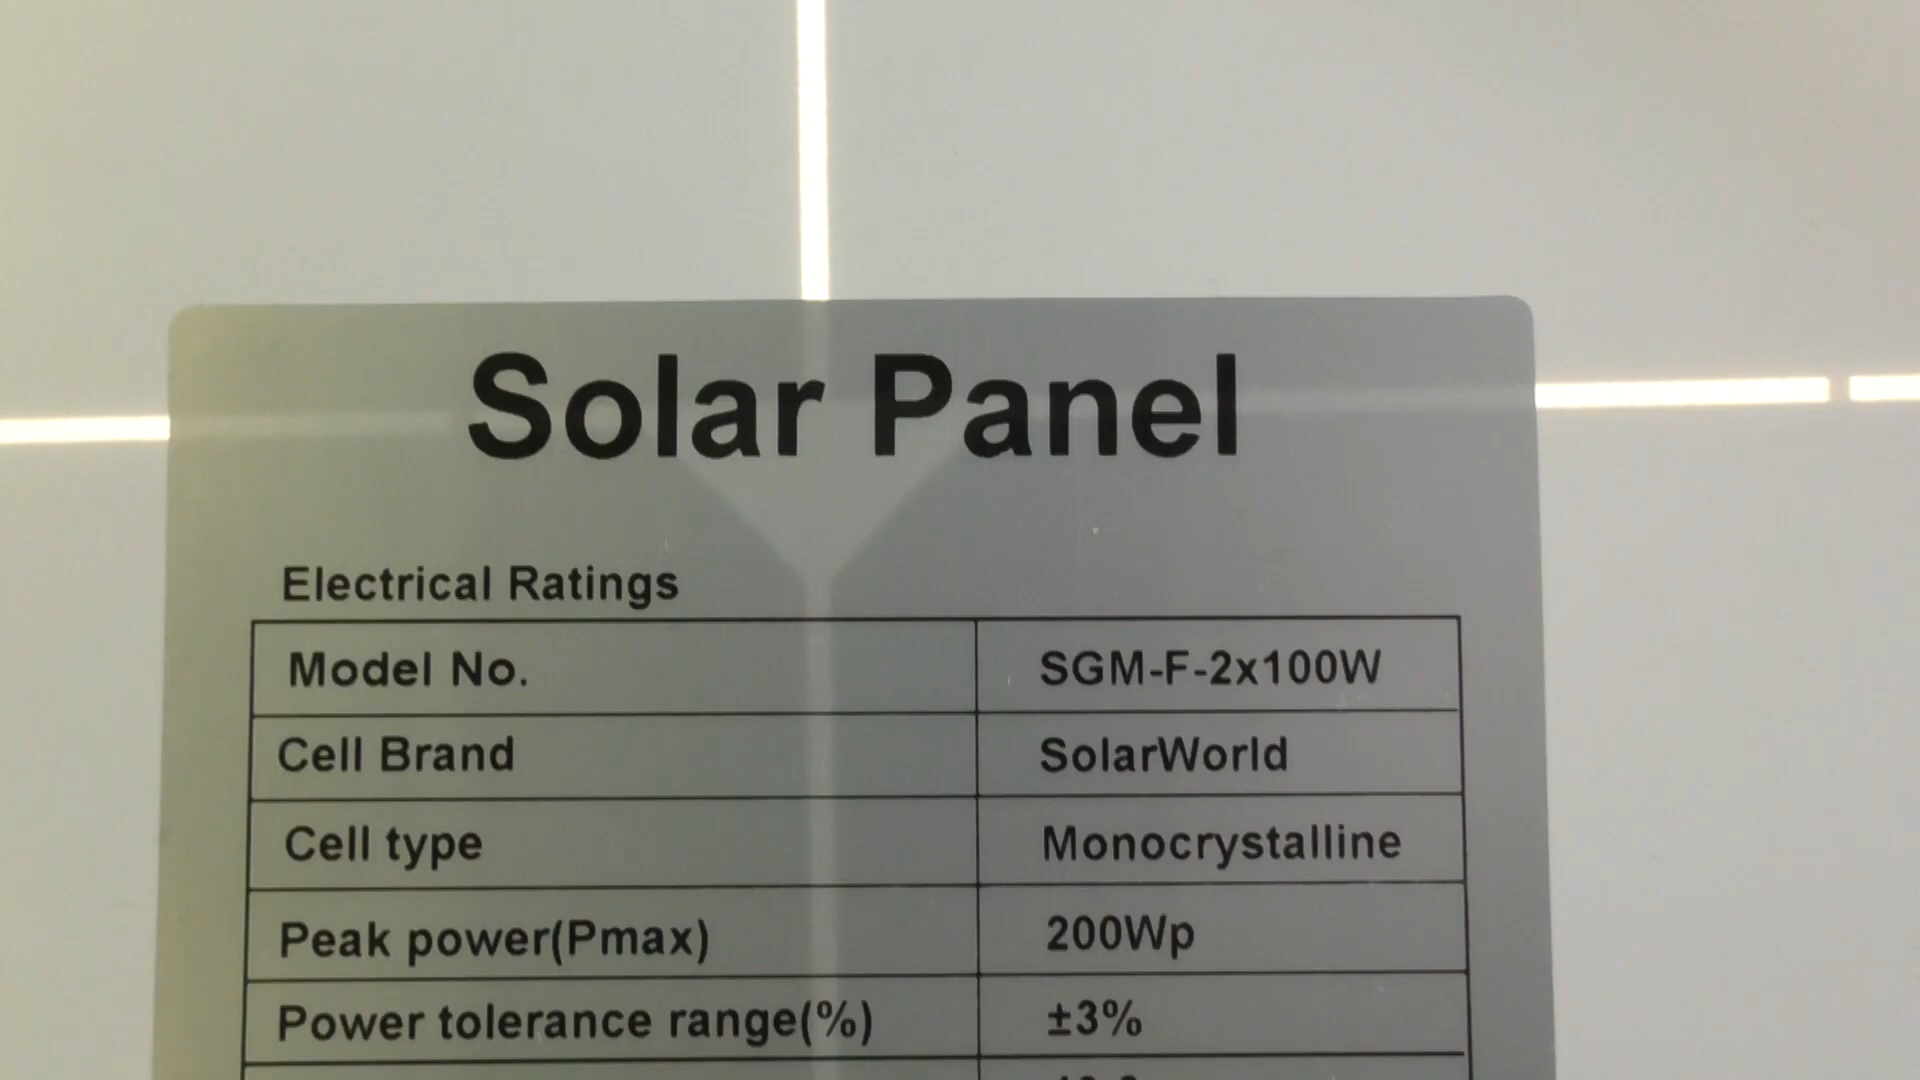 Solar Panel
Electrical Ratings
Model No. SGM-F-2x100W
Cell Brand SolarWorld
Cell type Monocrystalline
Peak power(Pmax) 200Wp
Power tolerance range(%) ±3%